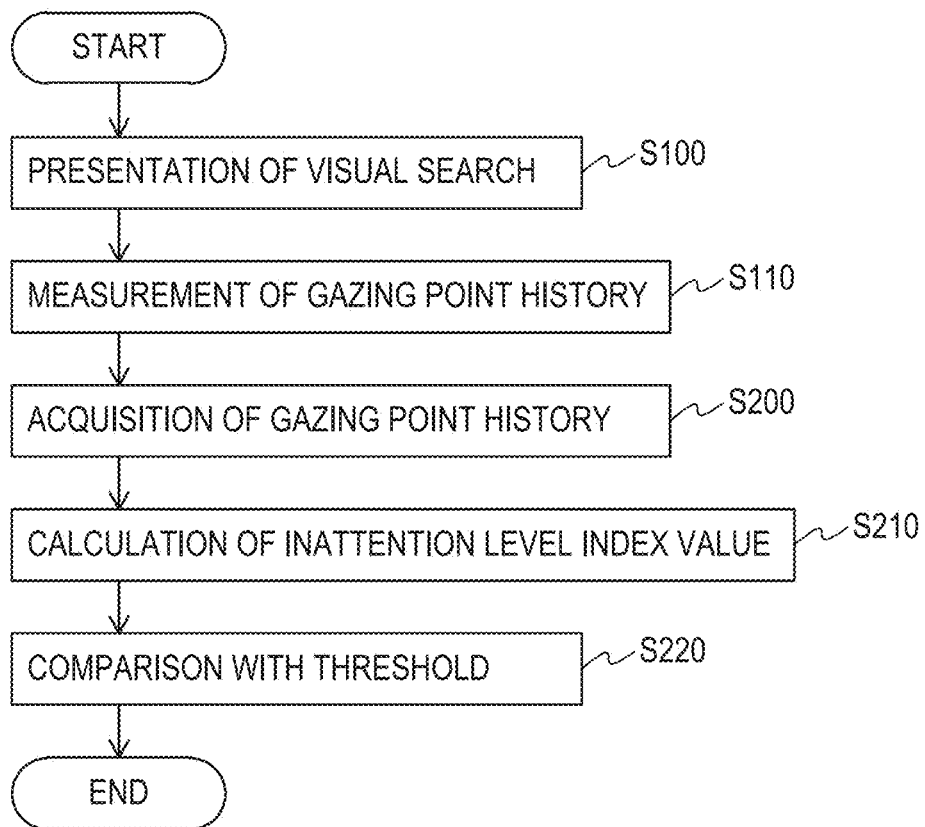 START
PRESENTATION OF VISUAL SEARCH
S100
MEASUREMENT OF GAZING POINT HISTORY
S110
ACQUISITION OF GAZING POINT HISTORY
S200
CALCULATION OF INATTENTION LEVEL INDEX VALUE
S210
COMPARISON WITH THRESHOLD
S220
END